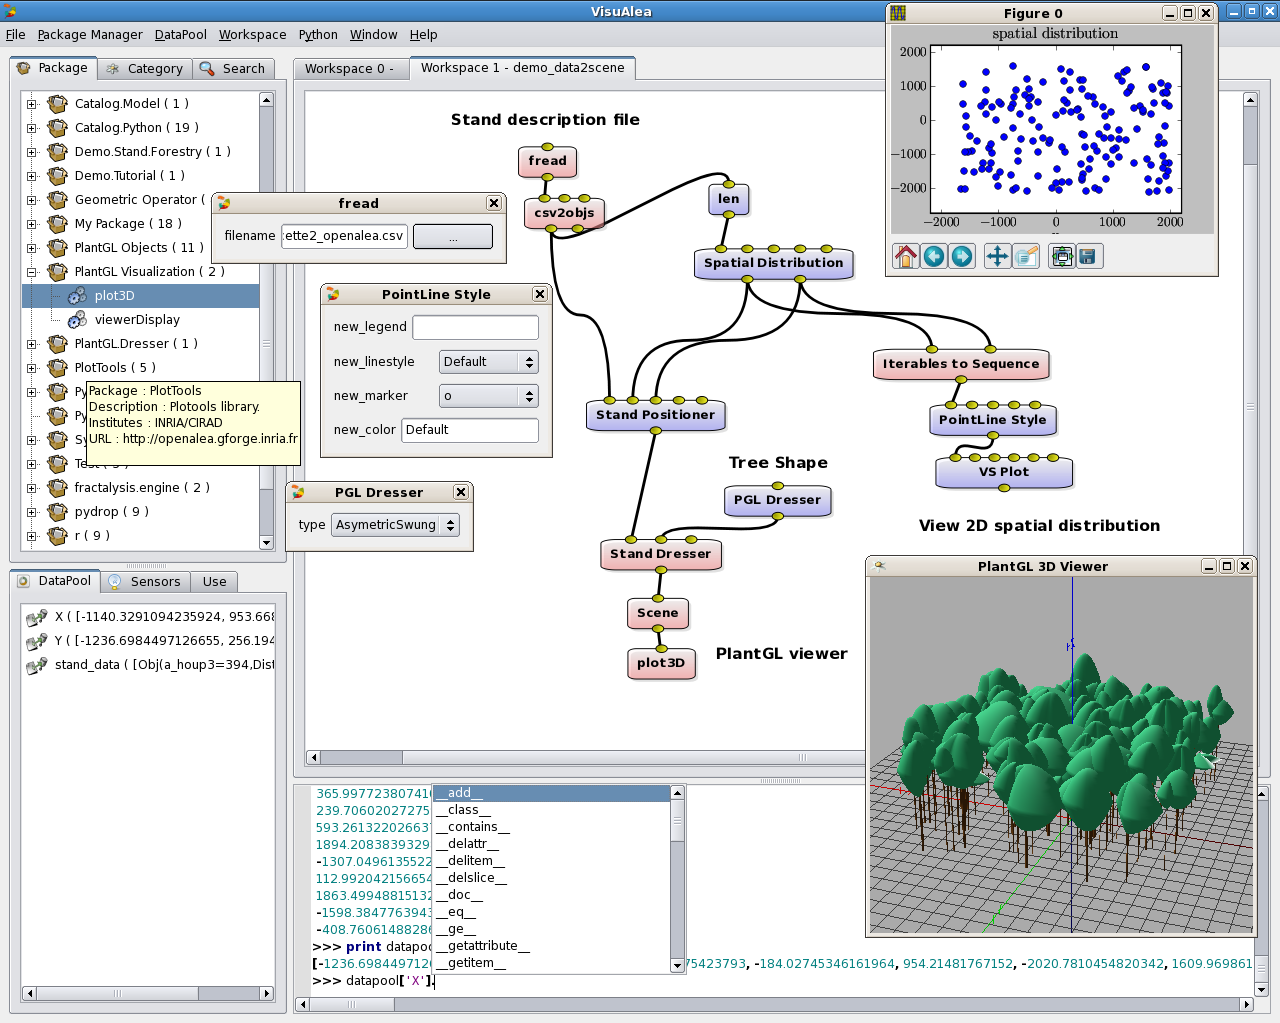 VisuAlea
File Package Manager DataPool Workspace Python Window Help
Package Category Search
Catalog.Model ( 1 )
Catalog.Python ( 19 )
Demo.Stand.Forestry ( 1 )
Demo.Tutorial ( 1 )
Geometric Operator (
My Package ( 18 )
PlantGL Objects ( 11 )
PlantGL Visualization ( 2 )
plot3D
viewerDisplay
PlantGL.Dresser ( 1 )
PlotTools ( 5 )
Py
Py
Sy
Test ( 5 )
fractalysis.engine ( 2 )
pydrop ( 9 )
r ( 9 )
Package : PlotTools
Description : Plotools library.
Institutes : INRIA/CIRAD
URL : http://openalea.gforge.inria.fr
DataPool Sensors Use
X ( [-1140.3291094235924, 953.668
Y ( [-1236.6984497126655, 256.194
stand_data ( [Obj(a_houp3=394,Dist
Workspace 0 -
Workspace 1 - demo_data2scene
Stand description file
fread
csv2objs
len
Spatial Distribution
Iterables to Sequence
Stand Positioner
PointLine Style
VS Plot
Tree Shape
PGL Dresser
View 2D spatial distribution
Stand Dresser
Scene
plot3D
PlantGL viewer
fread
filename ette2_openalea.csv ...
PointLine Style
new_legend
new_linestyle Default
new_marker o
new_color Default
PGL Dresser
type AsymetricSwung
Figure 0
spatial distribution
2000
1000
0
−1000
−2000
−2000 −1000 0 1000 2000
PlantGL 3D Viewer
365.9977238074
239.70602027275
593.26132202663
1894.2083839329
-1307.0496135522
112.992042156654
1863.49948815132
-1598.3847763943
-408.7606148828
>>> print datapo
[-1236.6984497126 75423793, -184.02745346161964, 954.21481767152, -2020.7810454820342, 1609.969861
>>> datapool['X'].
__add__
__class__
__contains__
__delattr__
__delitem__
__delslice__
__doc__
__eq__
__ge__
__getattribute__
__getitem__